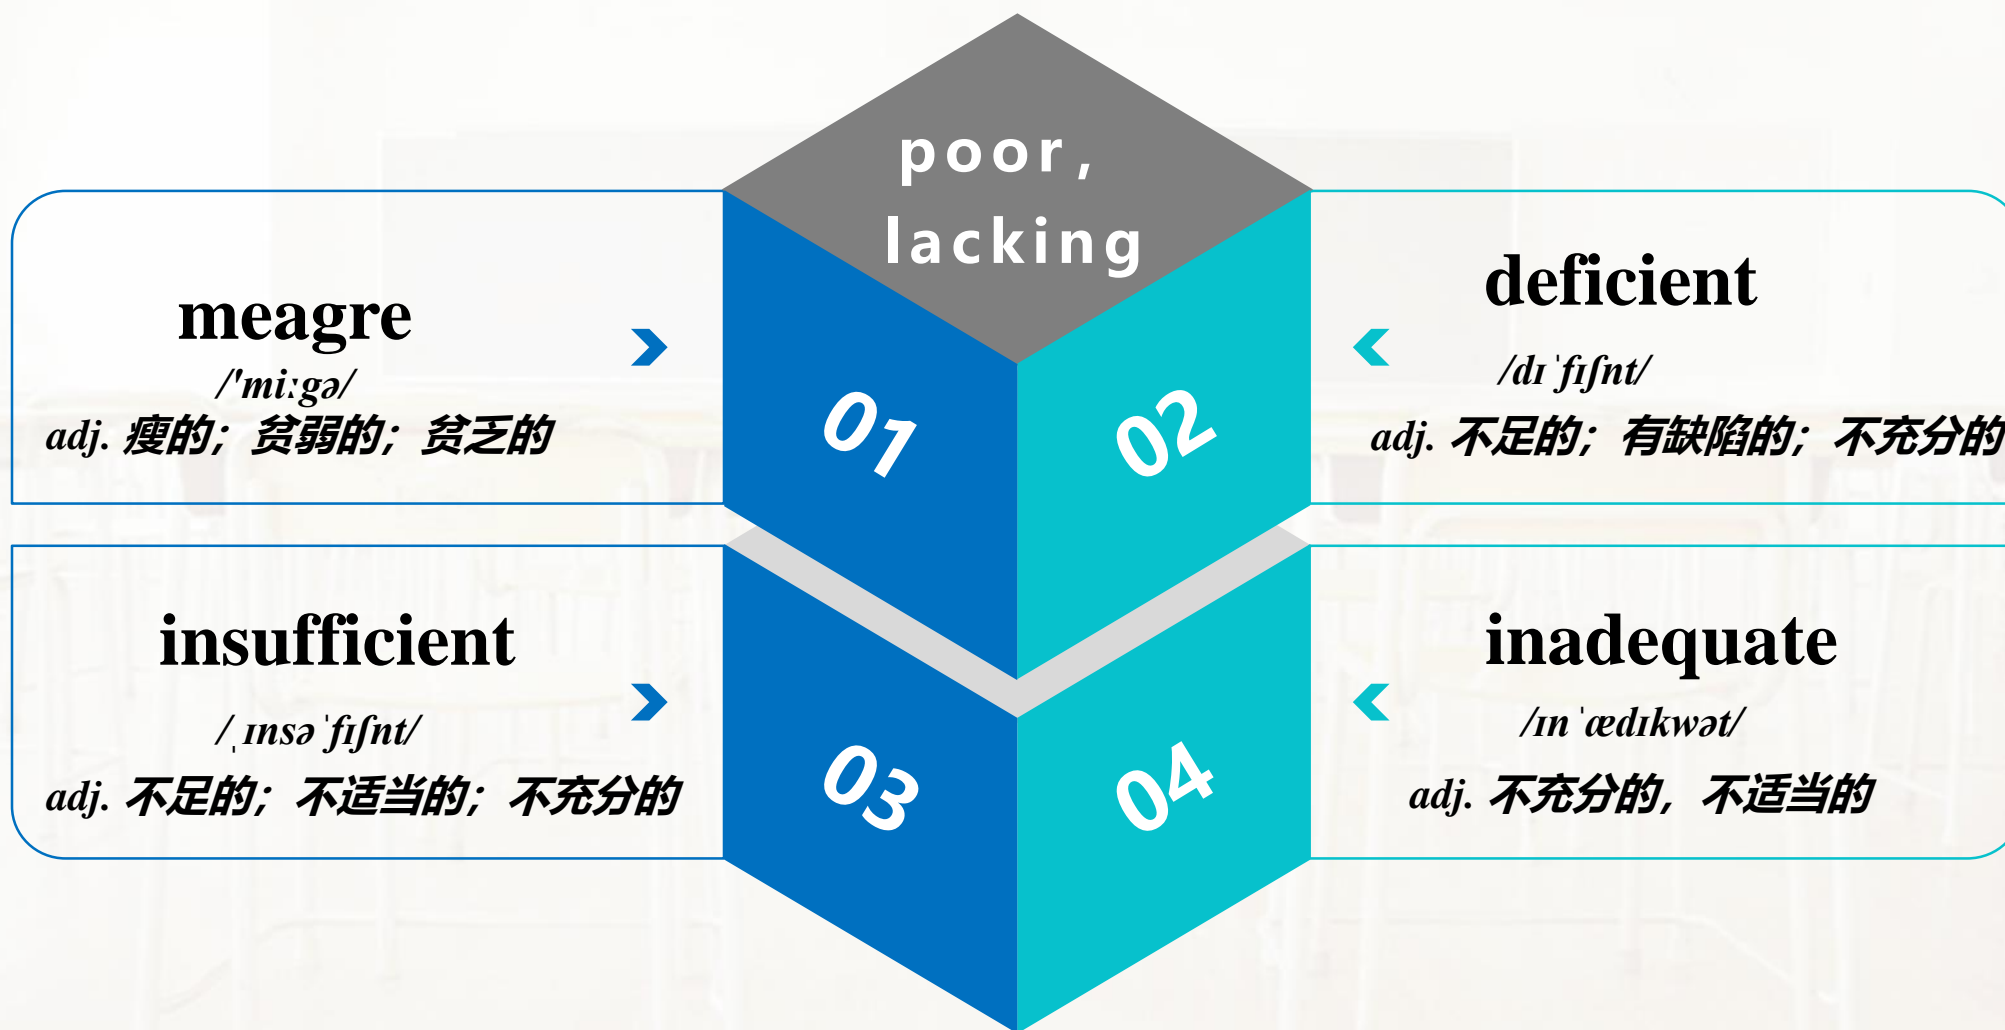 poor,
lacking
meagre
/'miːgə/
adj. 瘦的；贫弱的；贫乏的
01
02
deficient
/dɪˈfɪʃnt/
adj. 不足的；有缺陷的；不充分的
insufficient
/ˌɪnsəˈfɪʃnt/
adj. 不足的；不适当的；不充分的
03
04
inadequate
/ɪnˈædɪkwət/
adj. 不充分的，不适当的